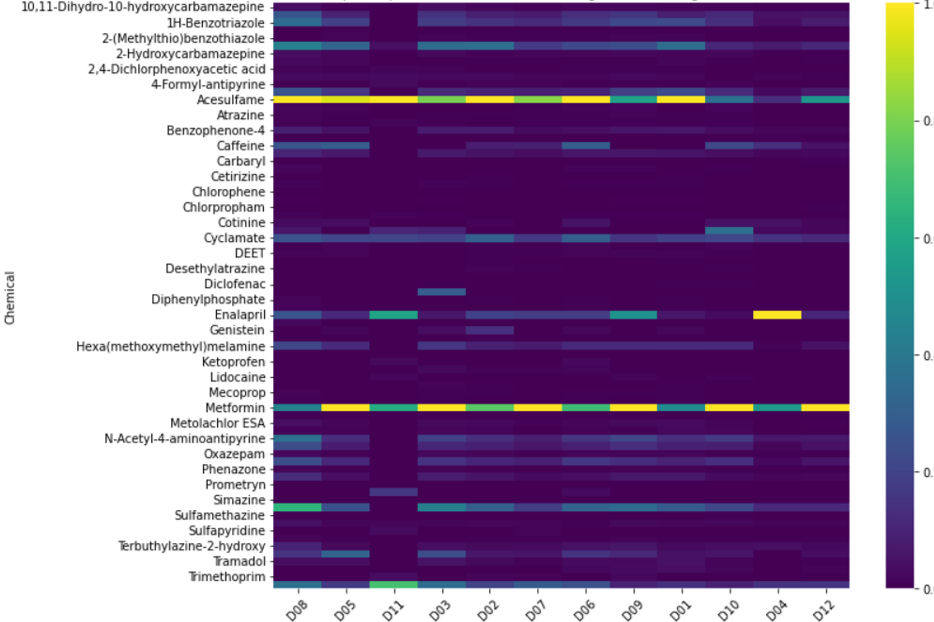 10,11-Dihydro-10-hydroxycarbamazepine
1H-Benzotriazole
2-(Methylthio)benzothiazole
2-Hydroxycarbamazepine
2,4-Dichlorphenoxyacetic acid
4-Formyl-antipyrine
Acesulfame
Atrazine
Benzophenone-4
Caffeine
Carbaryl
Cetirizine
Chlorophene
Chlorpropham
Cotinine
Cyclamate
DEET
Desethylatrazine
Diclofenac
Diphenylphosphate
Enalapril
Genistein
Hexa(methoxymethyl)melamine
Ketoprofen
Lidocaine
Mecoprop
Metformin
Metolachlor ESA
N-Acetyl-4-aminoantipyrine
Oxazepam
Phenazone
Prometryn
Simazine
Sulfamethazine
Sulfapyridine
Terbuthylazine-2-hydroxy
Tramadol
Trimethoprim
Chemical
D08 D05 D11 D03 D02 D07 D06 D09 D01 D10 D04 D12